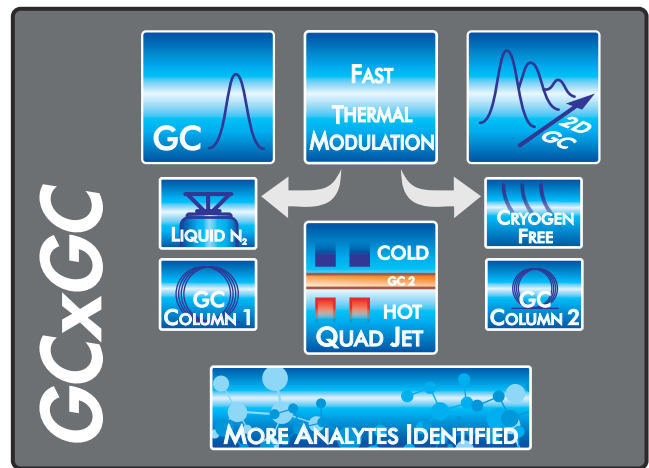 GCxGC
GC
FAST
THERMAL
MODULATION
2D
GC
LIQUID N₂
CRYOGEN
FREE
GC
COLUMN 1
COLD
GC 2
HOT
QUAD JET
GC
COLUMN 2
MORE ANALYTES IDENTIFIED